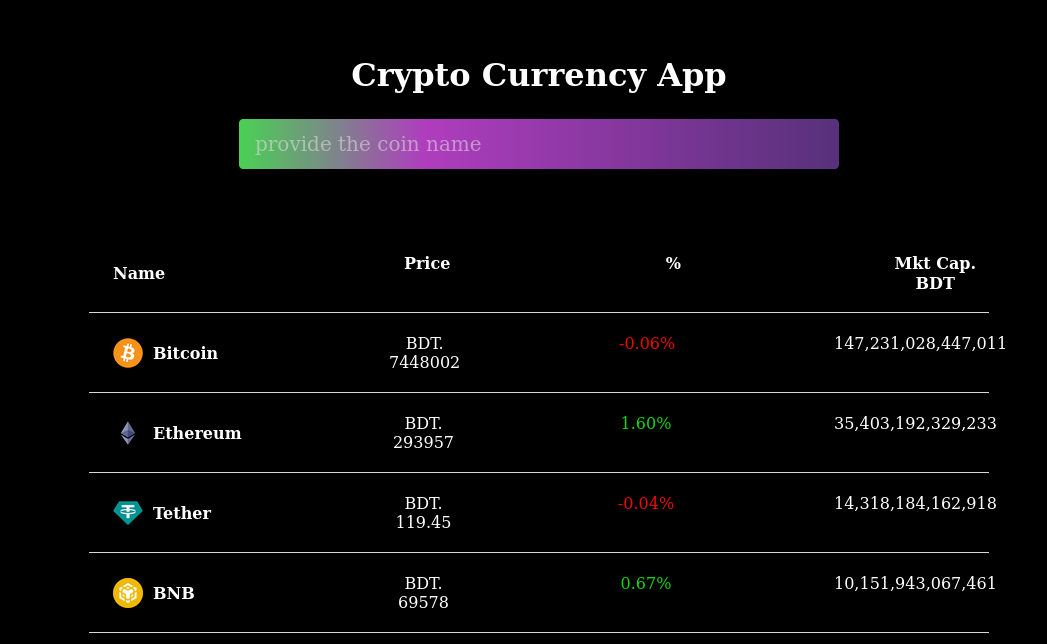 Crypto Currency App
provide the coin name
Name Price % Mkt Cap.
BDT
Bitcoin BDT. -0.06% 147,231,028,447,011
7448002
Ethereum BDT. 1.60% 35,403,192,329,233
293957
Tether BDT. -0.04% 14,318,184,162,918
119.45
BNB BDT. 0.67% 10,151,943,067,461
69578